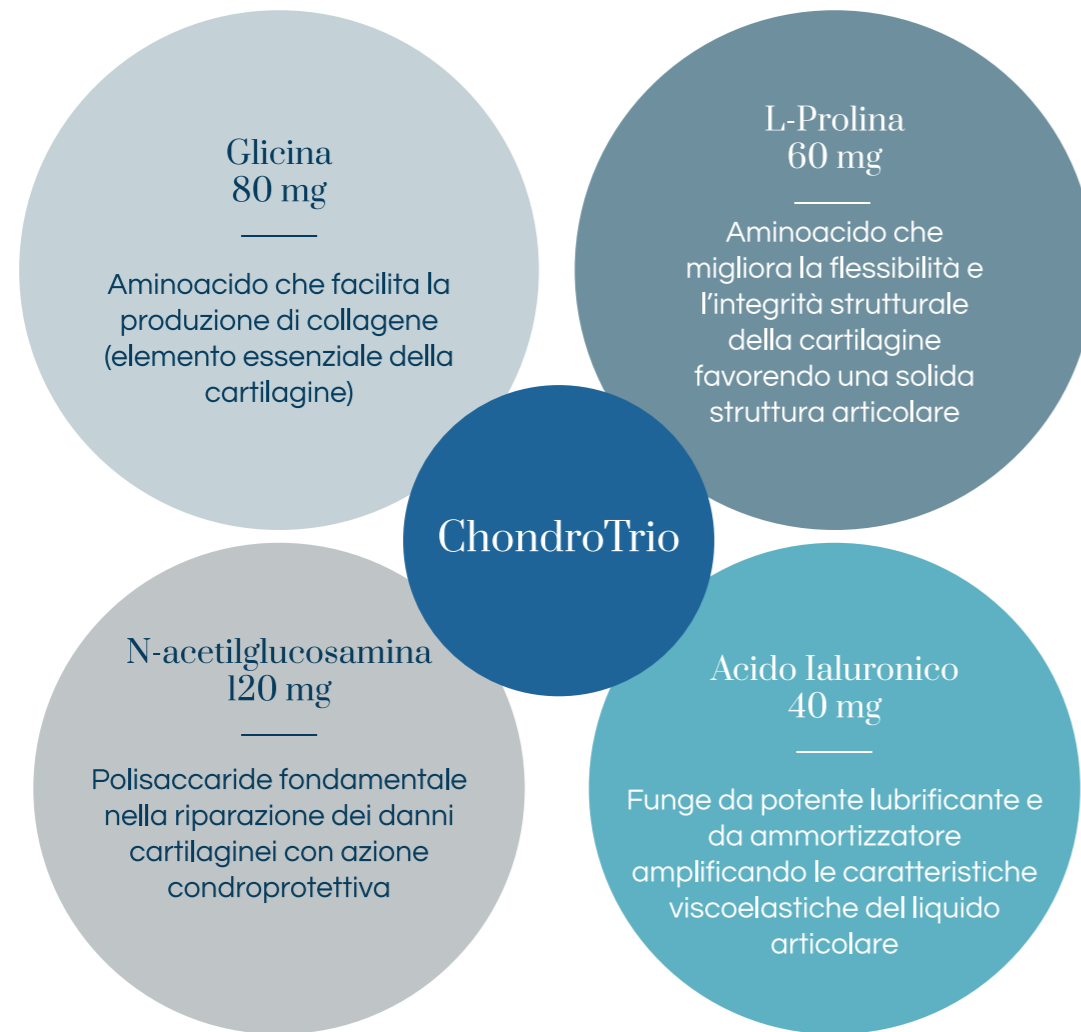 Glicina
80 mg
Aminoacido che facilita la
produzione di collagene
(elemento essenziale della
cartilagine)
L-Prolina
60 mg
Aminoacido che
migliora la flessibilità e
l’integrità strutturale
della cartilagine
favorendo una solida
struttura articolare
ChondroTrio
N-acetilglucosamina
120 mg
Polisaccaride fondamentale
nella riparazione dei danni
cartilaginei con azione
condroprotettiva
Acido Ialuronico
40 mg
Funge da potente lubrificante e
da ammortizzatore
amplificando le caratteristiche
viscoelastiche del liquido
articolare